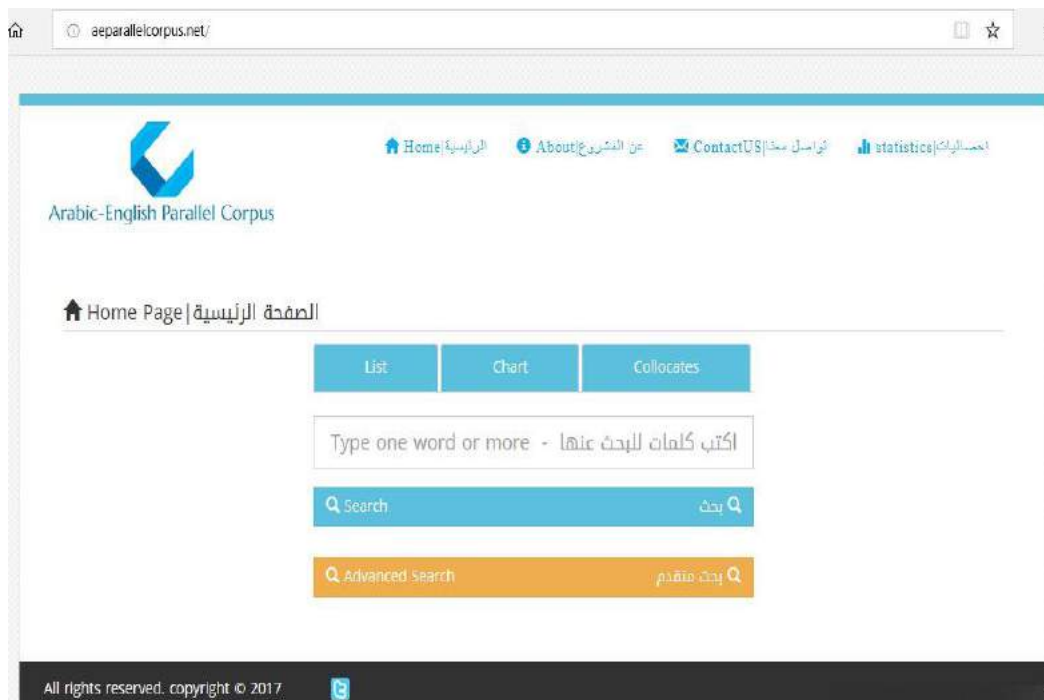 aeparallelcorpus.net/
Home|الرئيسية About|عن المشروع ContactUS|تواصل معنا statistics|احصائيات
Arabic-English Parallel Corpus
Home Page|الصفحة الرئيسية
List Chart Collocates
Type one word or more - اكتب كلمات للبحث عنها
Search بحث
Advanced Search بحث متقدم
All rights reserved. copyright © 2017